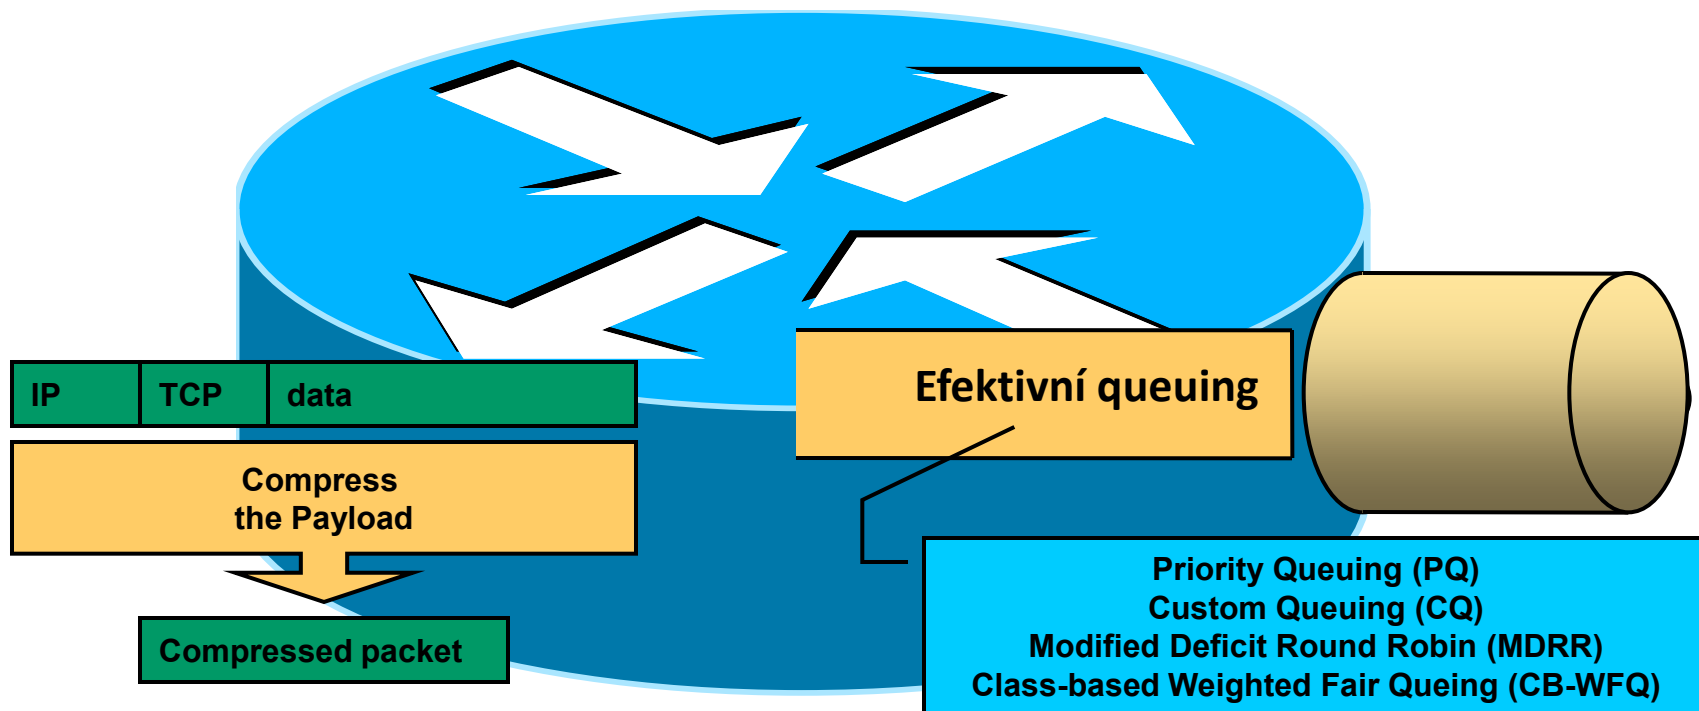 IP
TCP
data
Compress
the Payload
Compressed packet
Efektivní queuing
Priority Queuing (PQ)
Custom Queuing (CQ)
Modified Deficit Round Robin (MDRR)
Class-based Weighted Fair Queing (CB-WFQ)